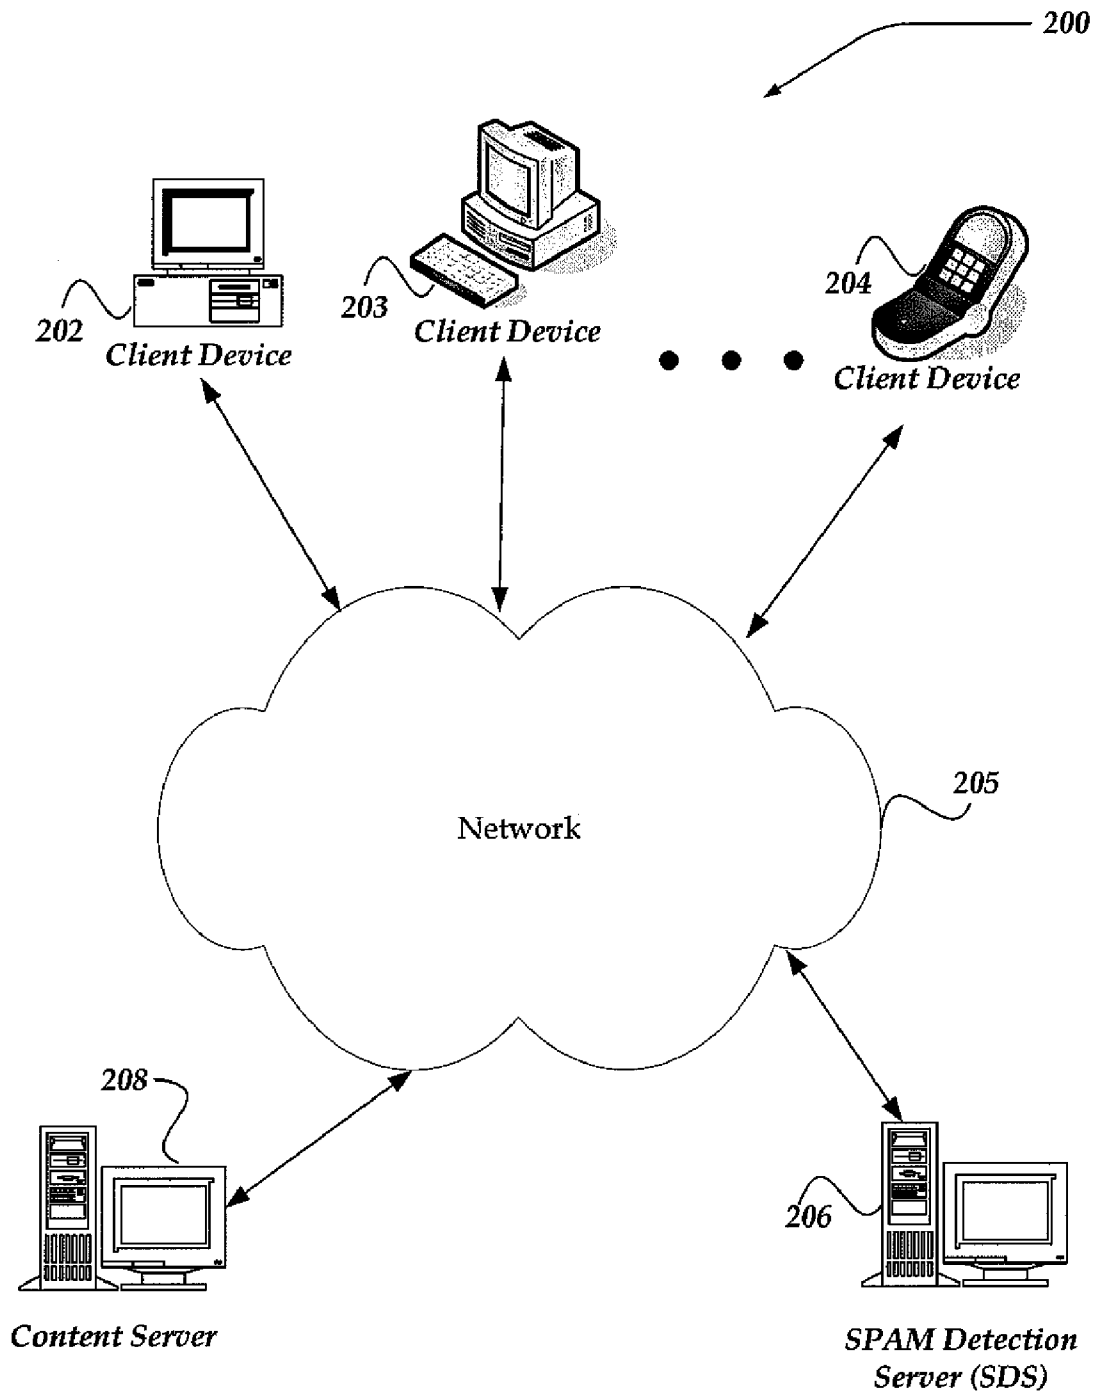 200
202
Client Device
203
Client Device
204
Client Device
Network
205
208
Content Server
206
SPAM Detection
Server (SDS)